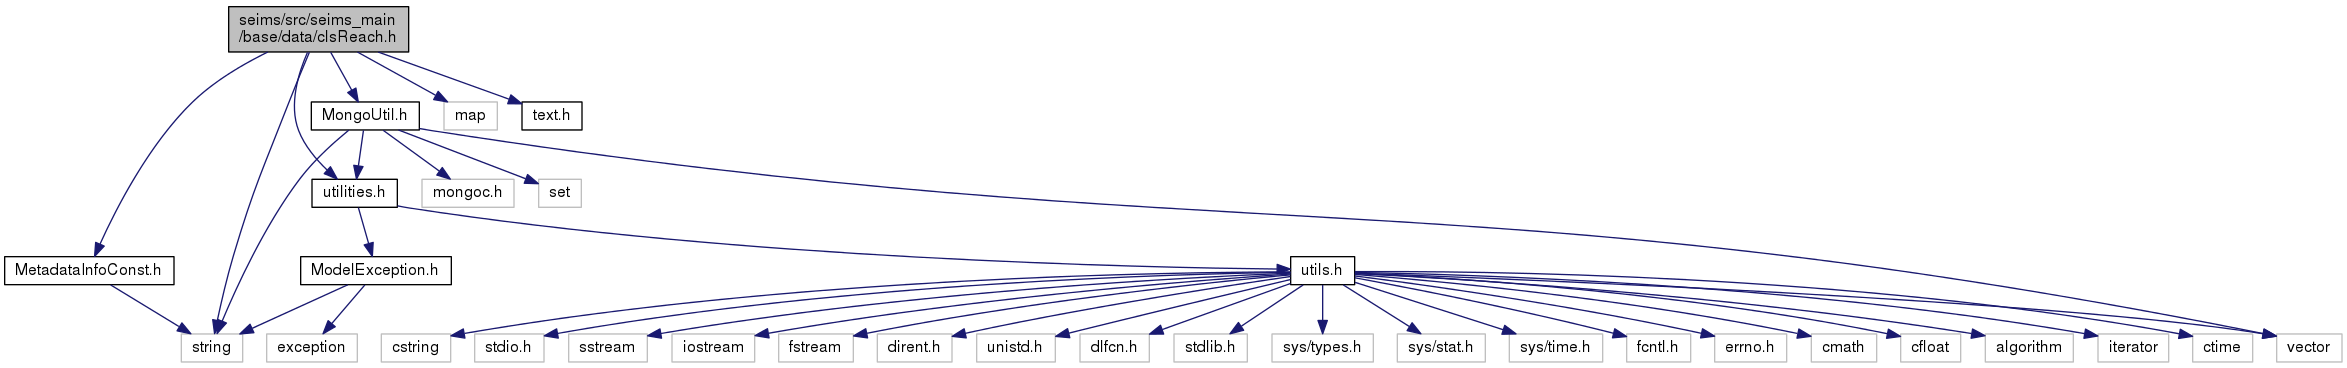 seims/src/seims_main
/base/data/clsReach.h
MongoUtil.h
map
text.h
utilities.h
mongoc.h
set
MetadataInfoConst.h
ModelException.h
utils.h
string
exception
cstring
stdio.h
sstream
iostream
fstream
dirent.h
unistd.h
dlfcn.h
stdlib.h
sys/types.h
sys/stat.h
sys/time.h
fcntl.h
errno.h
cmath
cfloat
algorithm
iterator
ctime
vector